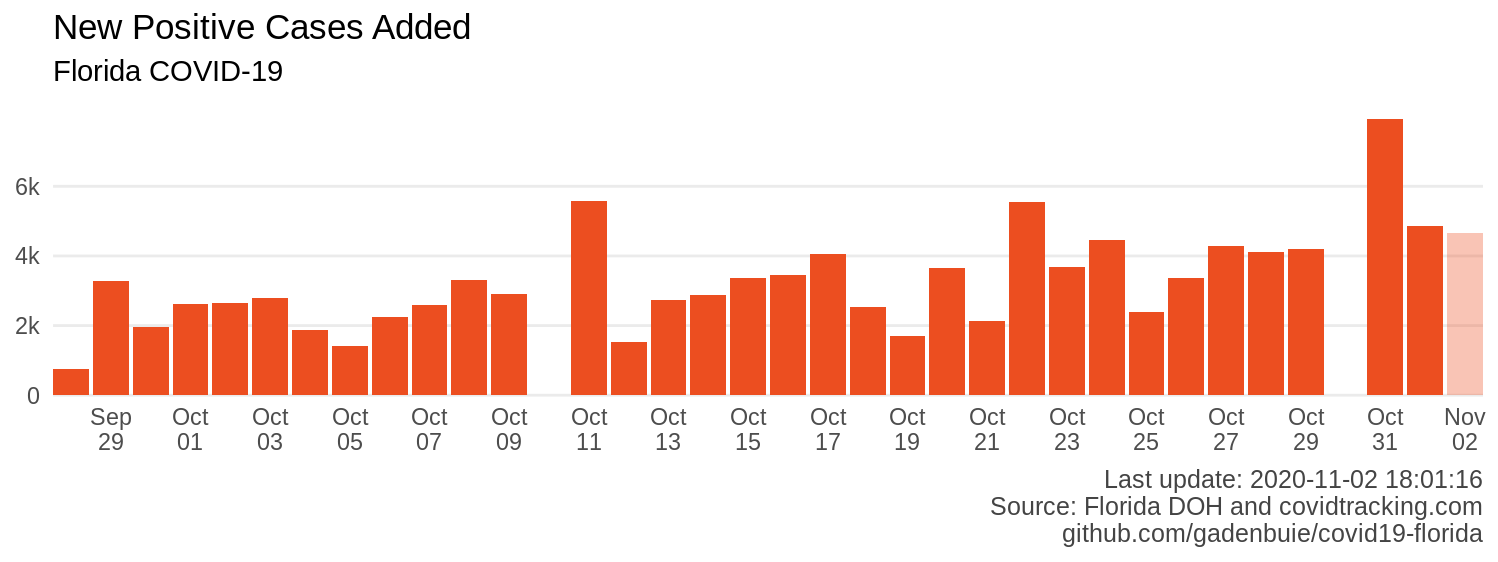 New Positive Cases Added
Florida COVID-19
6k
4k
2k
0
Sep Oct Oct Oct Oct Oct Oct Oct Oct Oct Oct Oct Oct Oct Oct Oct Oct Nov
29 01 03 05 07 09 11 13 15 17 19 21 23 25 27 29 31 02
Last update: 2020-11-02 18:01:16
Source: Florida DOH and covidtracking.com
github.com/gadenbuie/covid19-florida